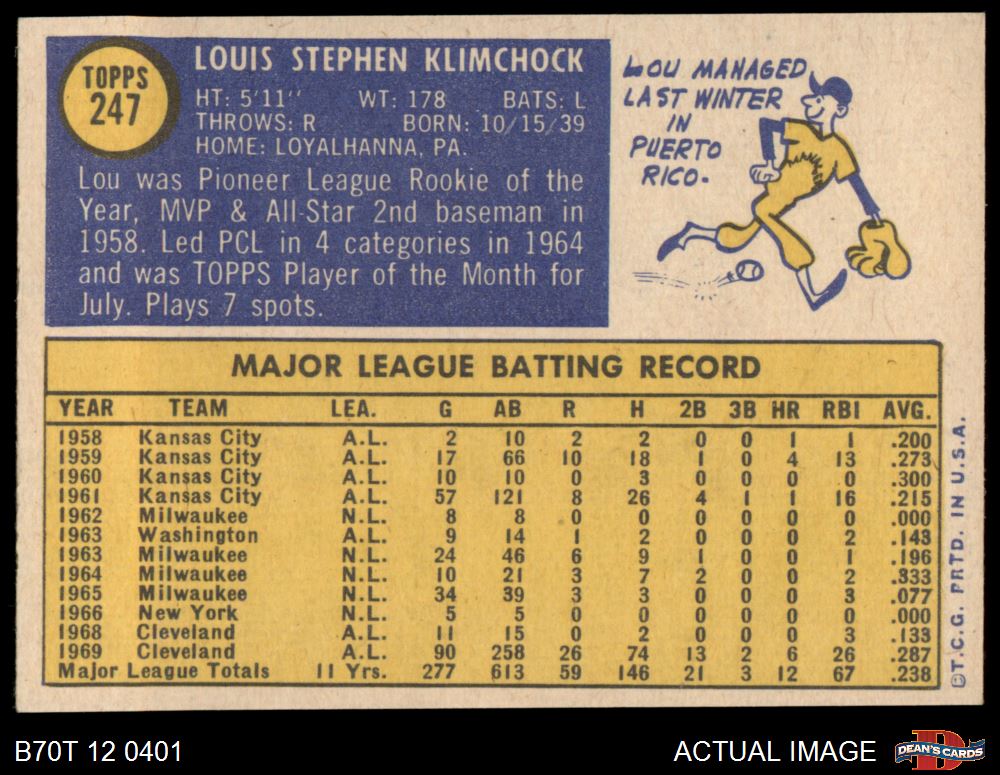 TOPPS
247
LOUIS STEPHEN KLIMCHOCK
HT: 5'11" WT: 178 BATS: L
THROWS: R BORN: 10/15/39
HOME: LOYALHANNA, PA.
Lou was Pioneer League Rookie of the
Year, MVP & All-Star 2nd baseman in
1958. Led PCL in 4 categories in 1964
and was TOPPS Player of the Month for
July. Plays 7 spots.
LOU MANAGED
LAST WINTER
IN
PUERTO
RICO.
MAJOR LEAGUE BATTING RECORD
YEAR TEAM LEA. G AB R H 2B 3B HR RBI AVG.
1958 Kansas City A.L. 2 10 2 2 0 0 1 1 .200
1959 Kansas City A.L. 17 66 10 18 1 0 4 13 .273
1960 Kansas City A.L. 10 10 0 3 0 0 0 0 .300
1961 Kansas City A.L. 57 121 8 26 4 1 1 16 .215
1962 Milwaukee N.L. 8 8 0 0 0 0 0 0 .000
1963 Washington A.L. 9 14 1 2 0 0 0 2 .143
1963 Milwaukee N.L. 24 46 6 9 1 0 0 1 .196
1964 Milwaukee N.L. 10 21 3 7 2 0 0 2 .333
1965 Milwaukee N.L. 34 39 3 3 0 0 0 3 .077
1966 New York N.L. 5 5 0 0 0 0 0 0 .000
1968 Cleveland A.L. 11 15 0 2 0 0 0 3 .133
1969 Cleveland A.L. 90 258 26 74 13 2 6 26 .287
Major League Totals 11 Yrs. 277 613 59 146 21 3 12 67 .238
©T.C.G. PRTD. IN U.S.A.
B70T 12 0401
ACTUAL IMAGE
D
DEAN'S CARDS